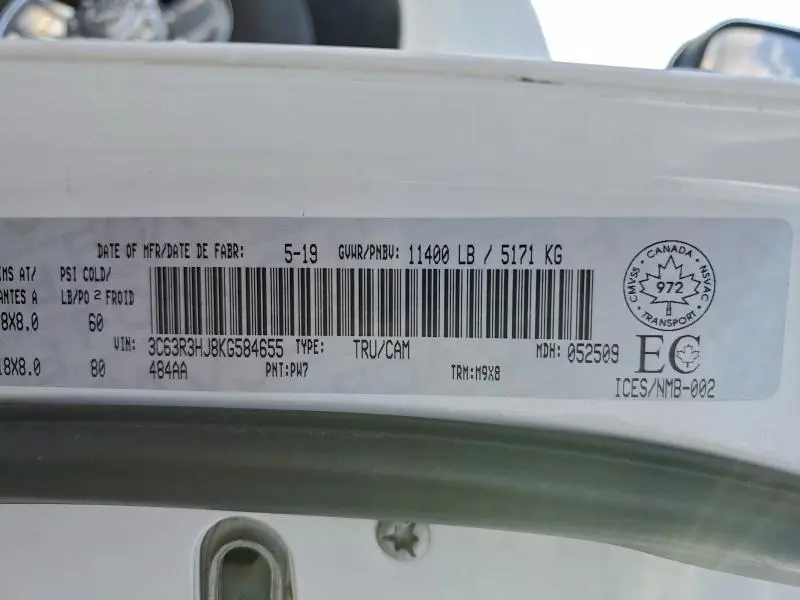 DATE OF MFR/DATE DE FABR: 5-19 GVWR/PNBV: 11400 LB / 5171 KG
MS AT/ PSI COLD/
ANTES A LB/PO 2 FROID
8X8.0 60
VIN: 3C63R3HJ8KG584655 TYPE: TRU/CAM MDH: 052509
18X8.0 80 484AA PNT:PW7 TRM:M9X8
CANADA
CMVSS 972 NSVAC
TRANSPORT
EC
ICES/NMB-002